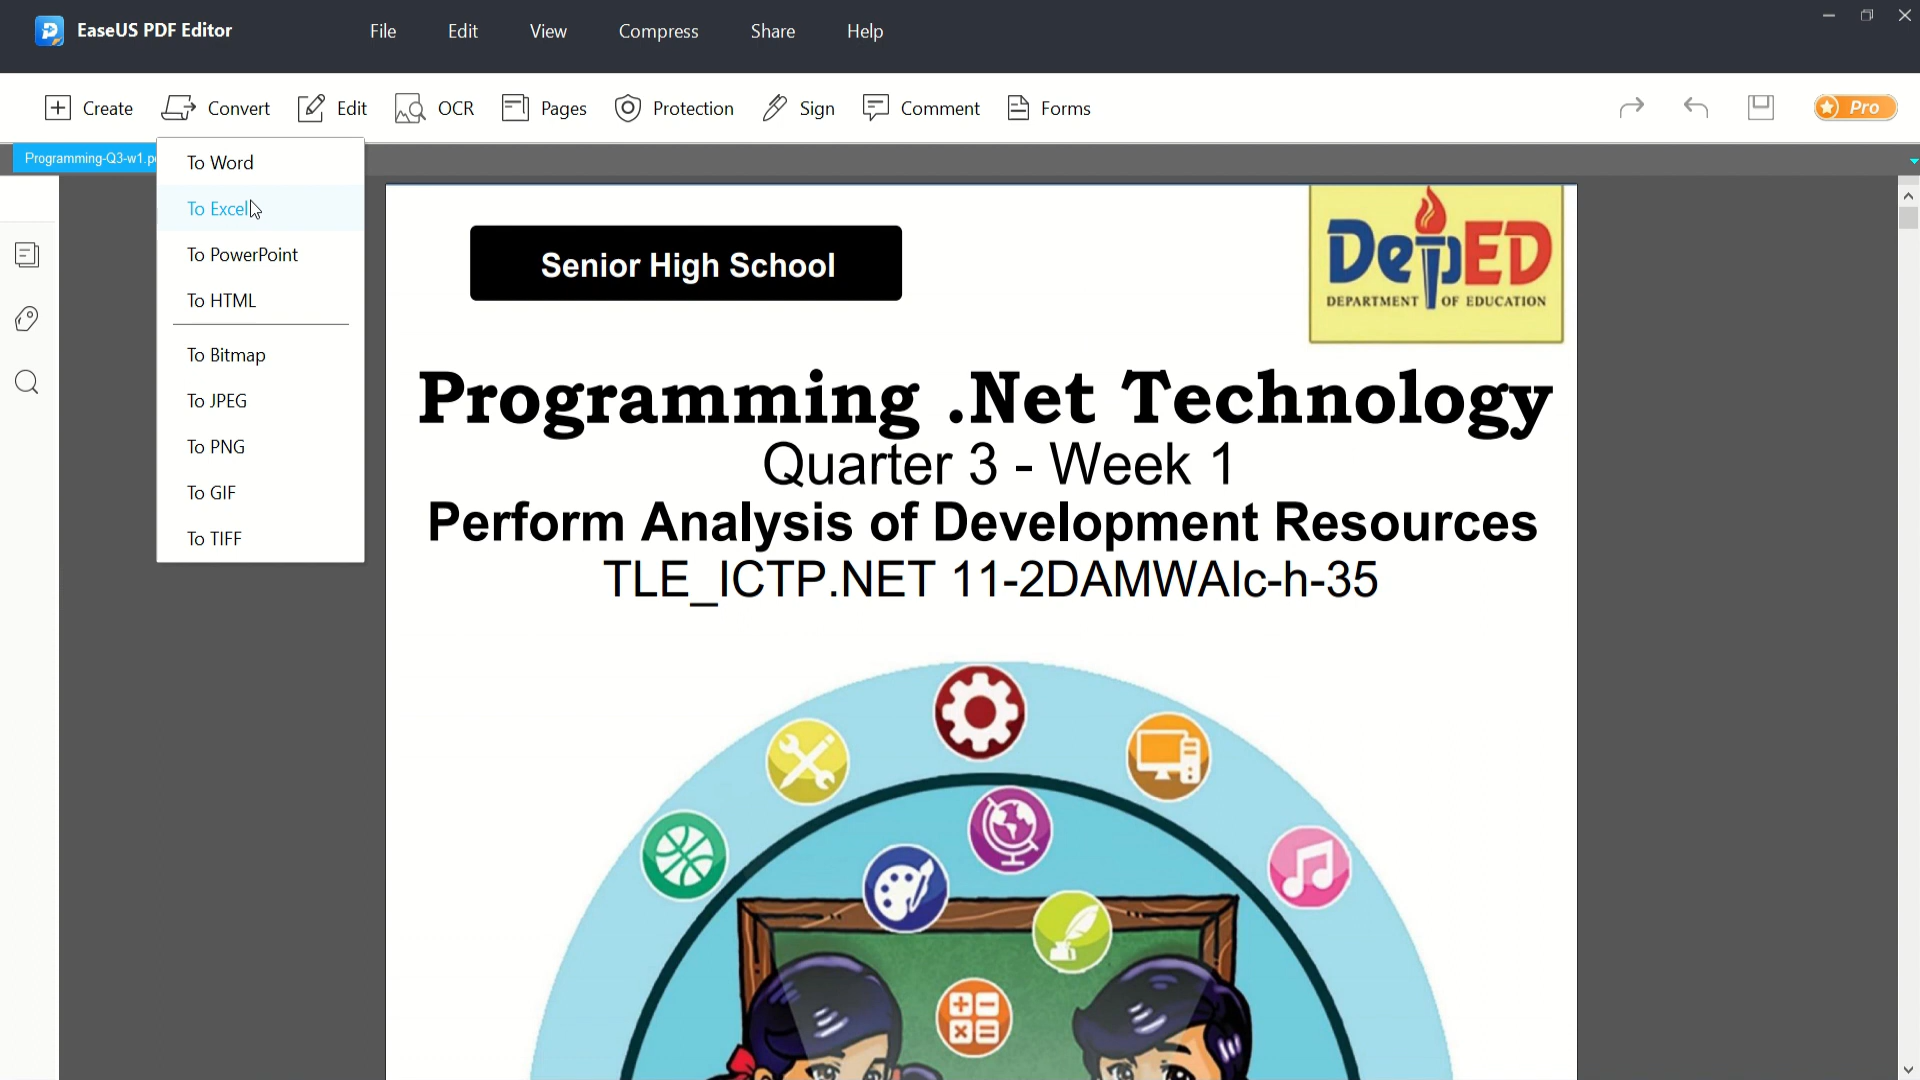 EaseUS PDF Editor
File
Edit
View
Compress
Share
Help
Create
Convert
Edit
OCR
Pages
Protection
Sign
Comment
Forms
Pro
Programming-Q3-w1.p
To Word
To Excel
To PowerPoint
To HTML
To Bitmap
To JPEG
To PNG
To GIF
To TIFF
Senior High School
DepED
DEPARTMENT OF EDUCATION
Programming .Net Technology
Quarter 3 - Week 1
Perform Analysis of Development Resources
TLE_ICTP.NET 11-2DAMWAIc-h-35